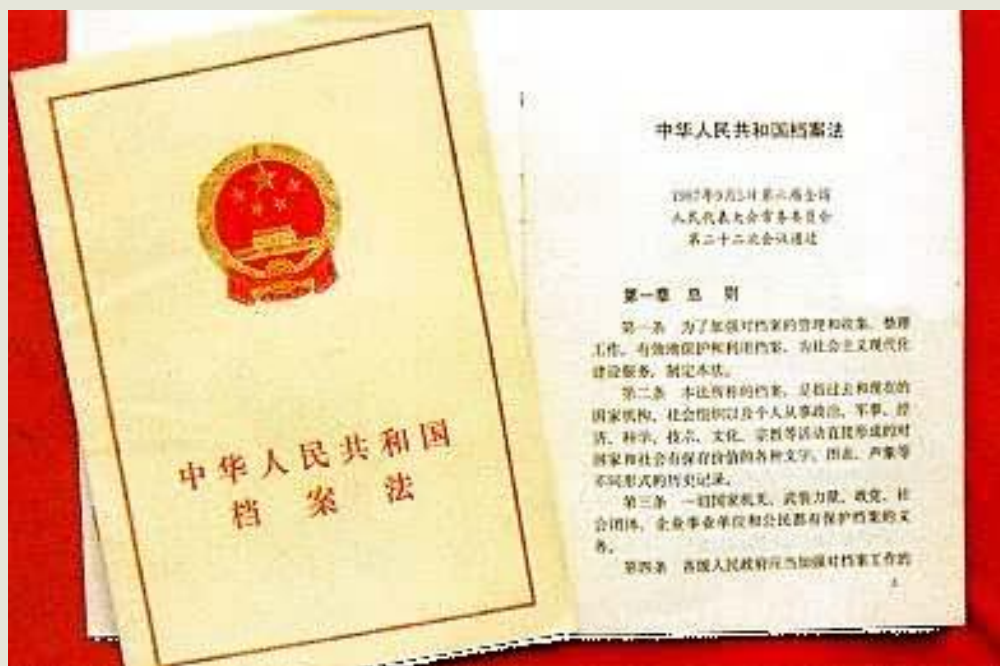 中华人民共和国
档案法
中华人民共和国档案法
1987年9月5日第六届全国
人民代表大会常务委员会
第二十二次会议通过
第一章 总则
第一条 为了加强对档案的管理和收集、整理
工作，有效地保护和利用档案，为社会主义现代化
建设服务，制定本法。
第二条 本法所称的档案，是指过去和现在的
国家机构、社会组织以及个人从事政治、军事、经
济、科学、技术、文化、宗教等活动直接形成的对
国家和社会有保存价值的各种文字、图表、声象等
不同形式的历史记录。
第三条 一切国家机关、武装力量、政党、社
会团体、企业事业单位和公民都有保护档案的义
务。
第四条 各级人民政府应当加强对档案工作的